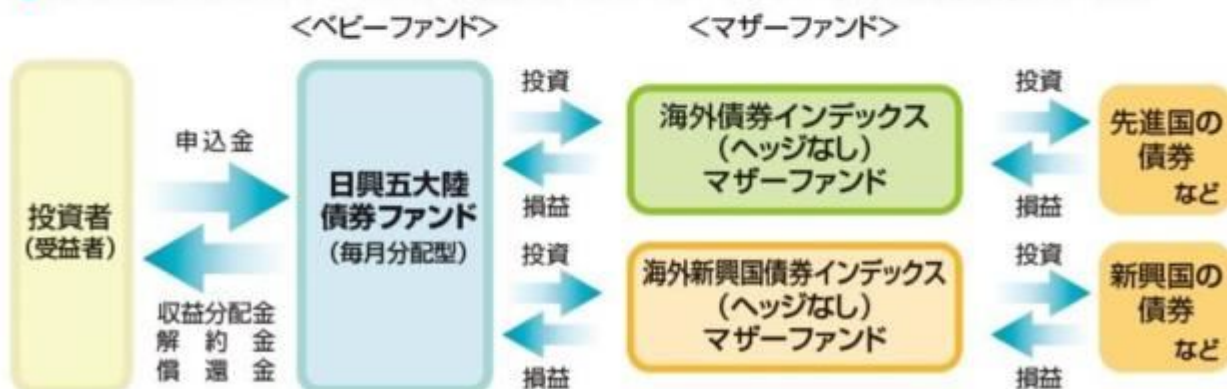 <ベビーファンド>
<マザーファンド>
投資者
(受益者)
申込金
収益分配金
解約金
償還金
日興五大陸
債券ファンド
(毎月分配型)
投資
損益
海外債券インデックス
(ヘッジなし)
マザーファンド
投資
損益
先進国の
債券
など
投資
損益
海外新興国債券インデックス
(ヘッジなし)
マザーファンド
投資
損益
新興国の
債券
など